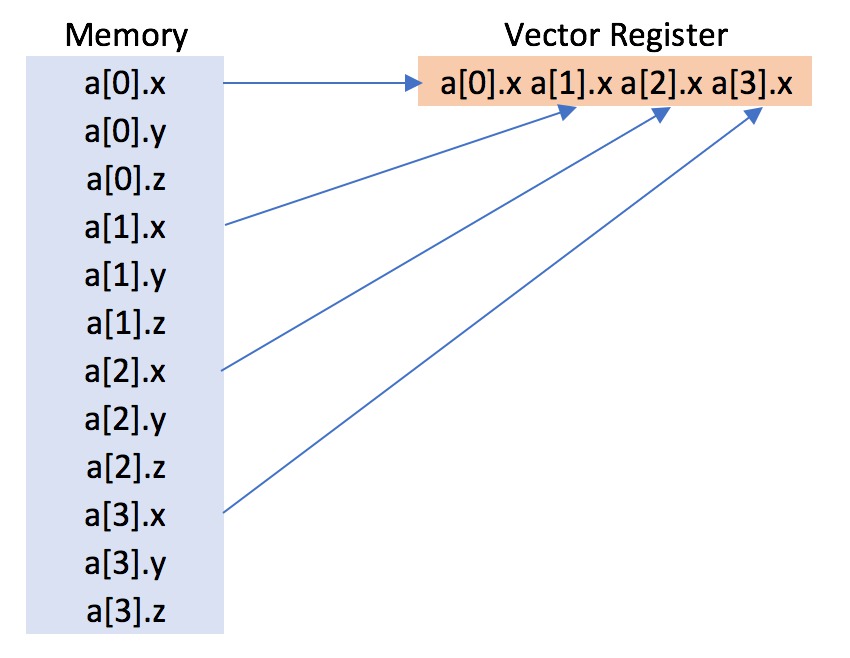 Memory
a[0].x
a[0].y
a[0].z
a[1].x
a[1].y
a[1].z
a[2].x
a[2].y
a[2].z
a[3].x
a[3].y
a[3].z
Vector Register
a[0].x a[1].x a[2].x a[3].x